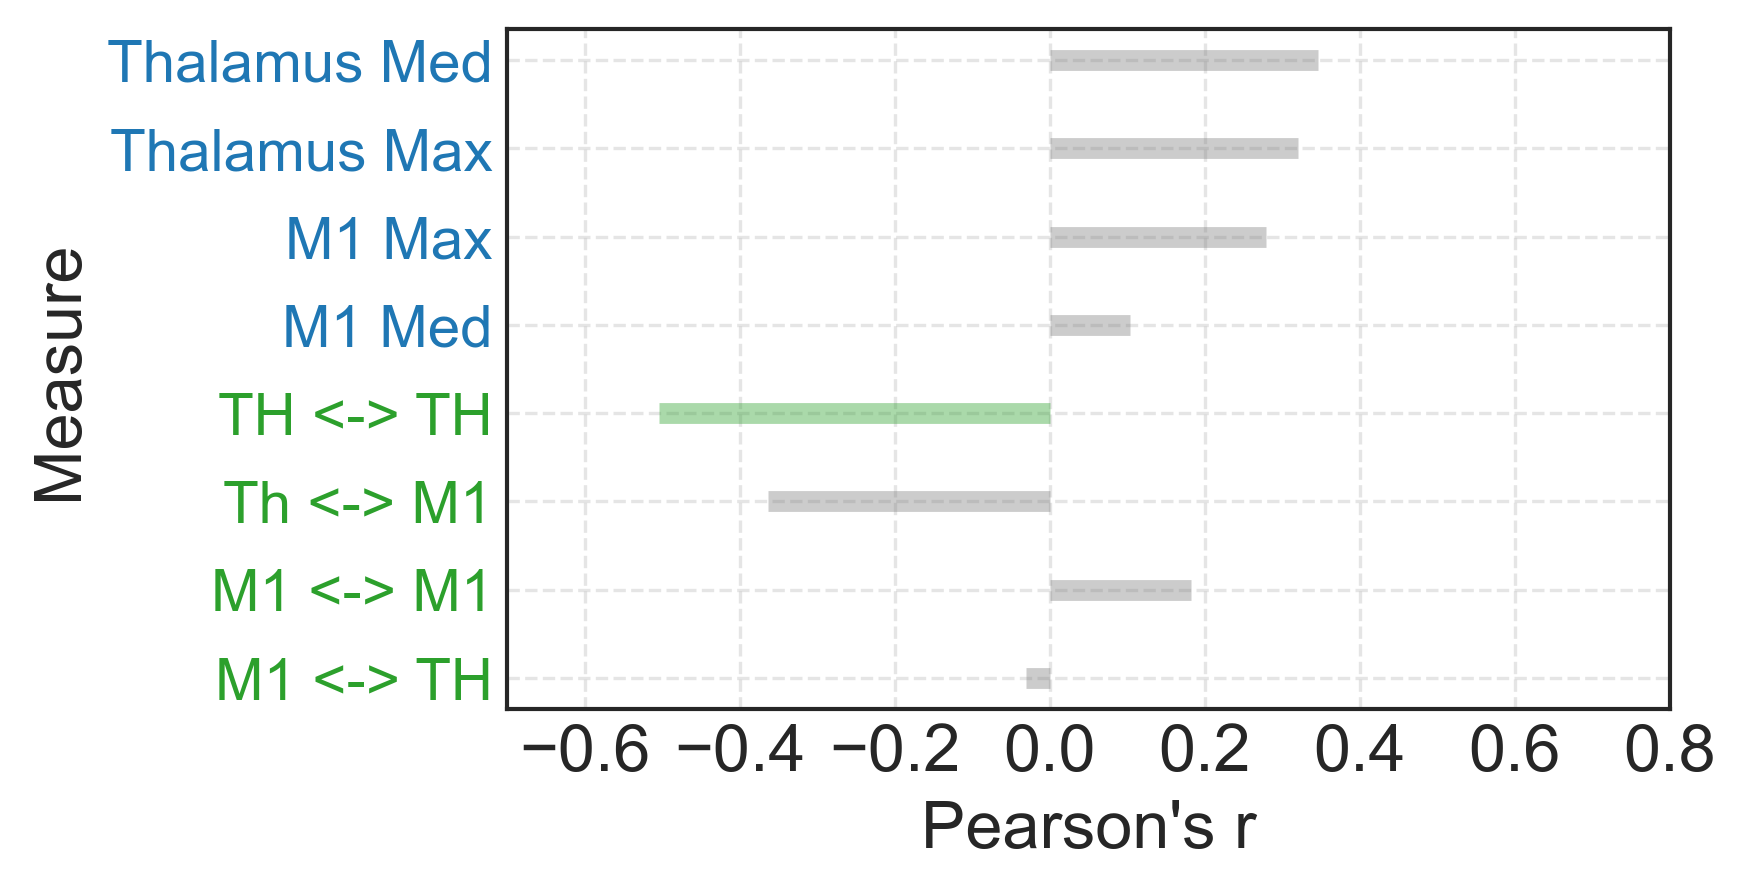 Measure
Thalamus Med
Thalamus Max
M1 Max
M1 Med
TH <-> TH
Th <-> M1
M1 <-> M1
M1 <-> TH
−0.6 −0.4 −0.2 0.0 0.2 0.4 0.6 0.8
Pearson's r